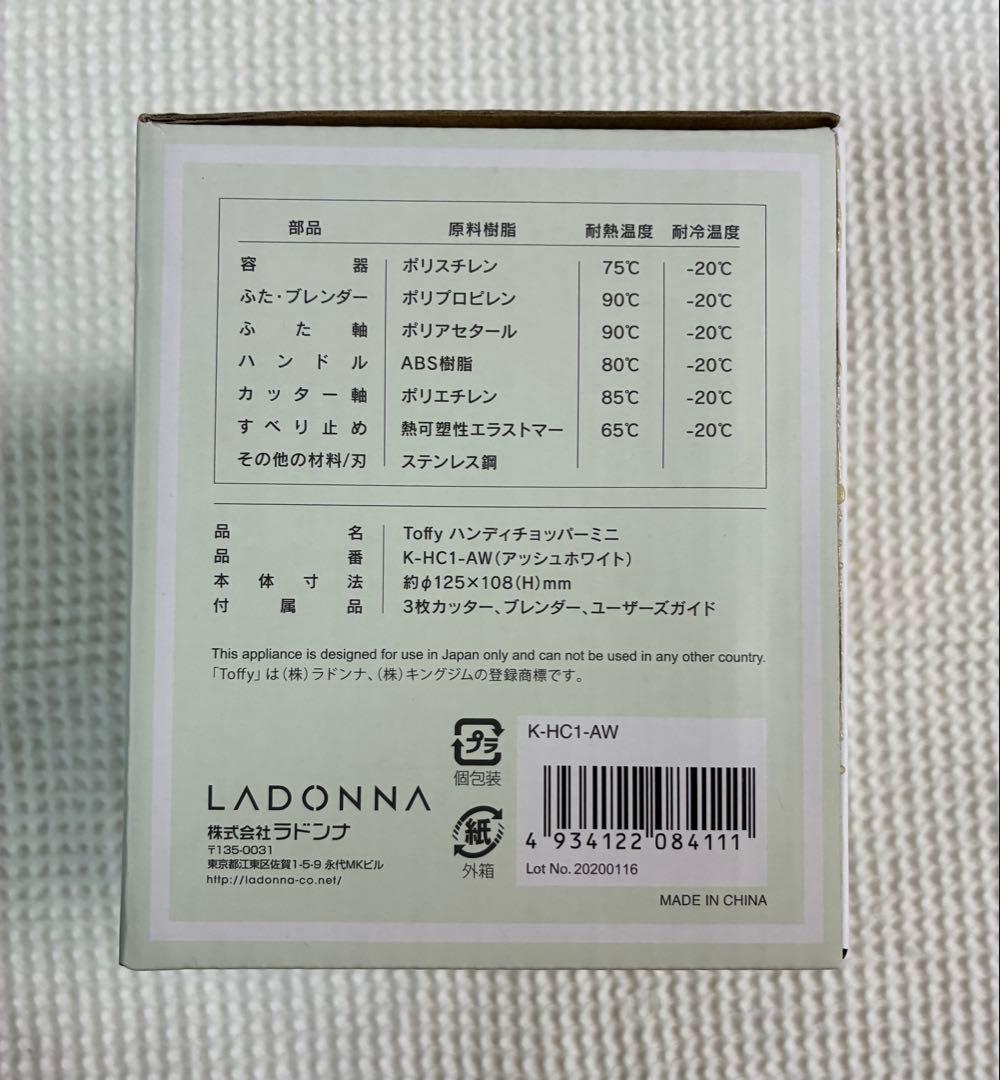 部品 原料樹脂 耐熱温度 耐冷温度
容器 ポリスチレン 75℃ -20℃
ふた・ブレンダー ポリプロピレン 90℃ -20℃
ふた軸 ポリアセタール 90℃ -20℃
ハンドル ABS樹脂 80℃ -20℃
カッター軸 ポリエチレン 85℃ -20℃
すべり止め 熱可塑性エラストマー 65℃ -20℃
その他の材料/刃 ステンレス鋼
品名 Toffy ハンディチョッパーミニ
品番 K-HC1-AW(アッシュホワイト)
本体寸法 約φ125×108(H)mm
付属品 3枚カッター、ブレンダー、ユーザーズガイド
This appliance is designed for use in Japan only and can not be used in any other country.
「Toffy」は(株)ラドンナ、(株)キングジムの登録商標です。
プラ
個包装
紙
外箱
LADONNA
株式会社ラドンナ
〒135-0031
東京都江東区佐賀1-5-9 永代MKビル
http://ladonna-co.net/
K-HC1-AW
4 934122 084111
Lot No. 20200116
MADE IN CHINA